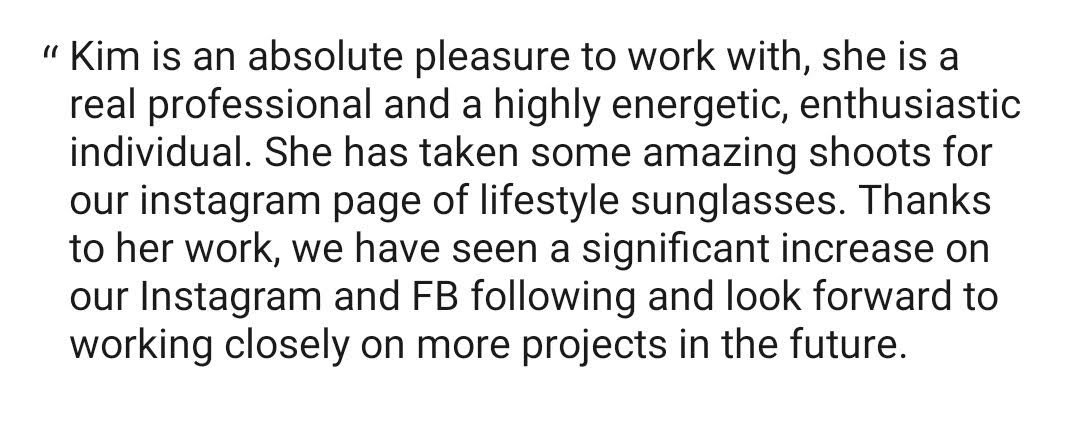 “ Kim is an absolute pleasure to work with, she is a
real professional and a highly energetic, enthusiastic
individual. She has taken some amazing shoots for
our instagram page of lifestyle sunglasses. Thanks
to her work, we have seen a significant increase on
our Instagram and FB following and look forward to
working closely on more projects in the future.